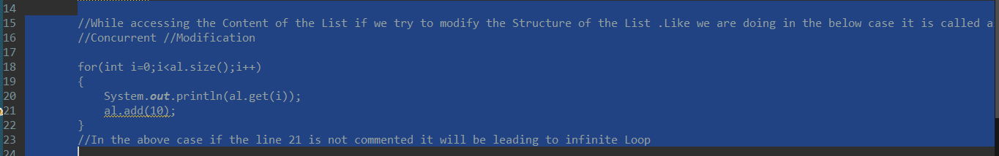 14
15 //While accessing the Content of the List if we try to modify the Structure of the List .Like we are doing in the below case it is called a
16 //Concurrent //Modification
17
18 for(int i=0;i<al.size();i++)
19 {
20 System.out.println(al.get(i));
21 al.add(10);
22 }
23 //In the above case if the line 21 is not commented it will be leading to infinite Loop
24